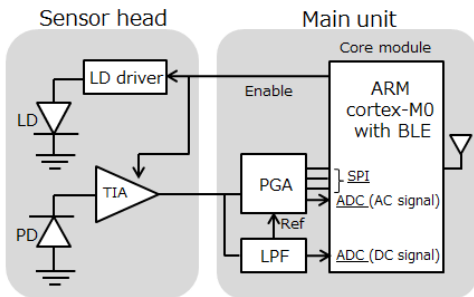 Sensor head
Main unit
Core module
LD driver
Enable
ARM
cortex-M0
with BLE
LD
TIA
PGA
SPI
ADC (AC signal)
Ref
PD
LPF
ADC (DC signal)